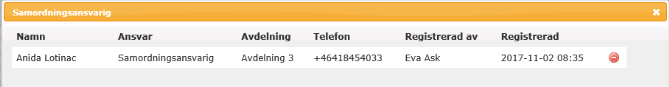 Samordningsansvarig
Namn Ansvar Avdelning Telefon Registrerad av Registrerad
Anida Lotinac Samordningsansvarig Avdelning 3 +46418454033 Eva Ask 2017-11-02 08:35